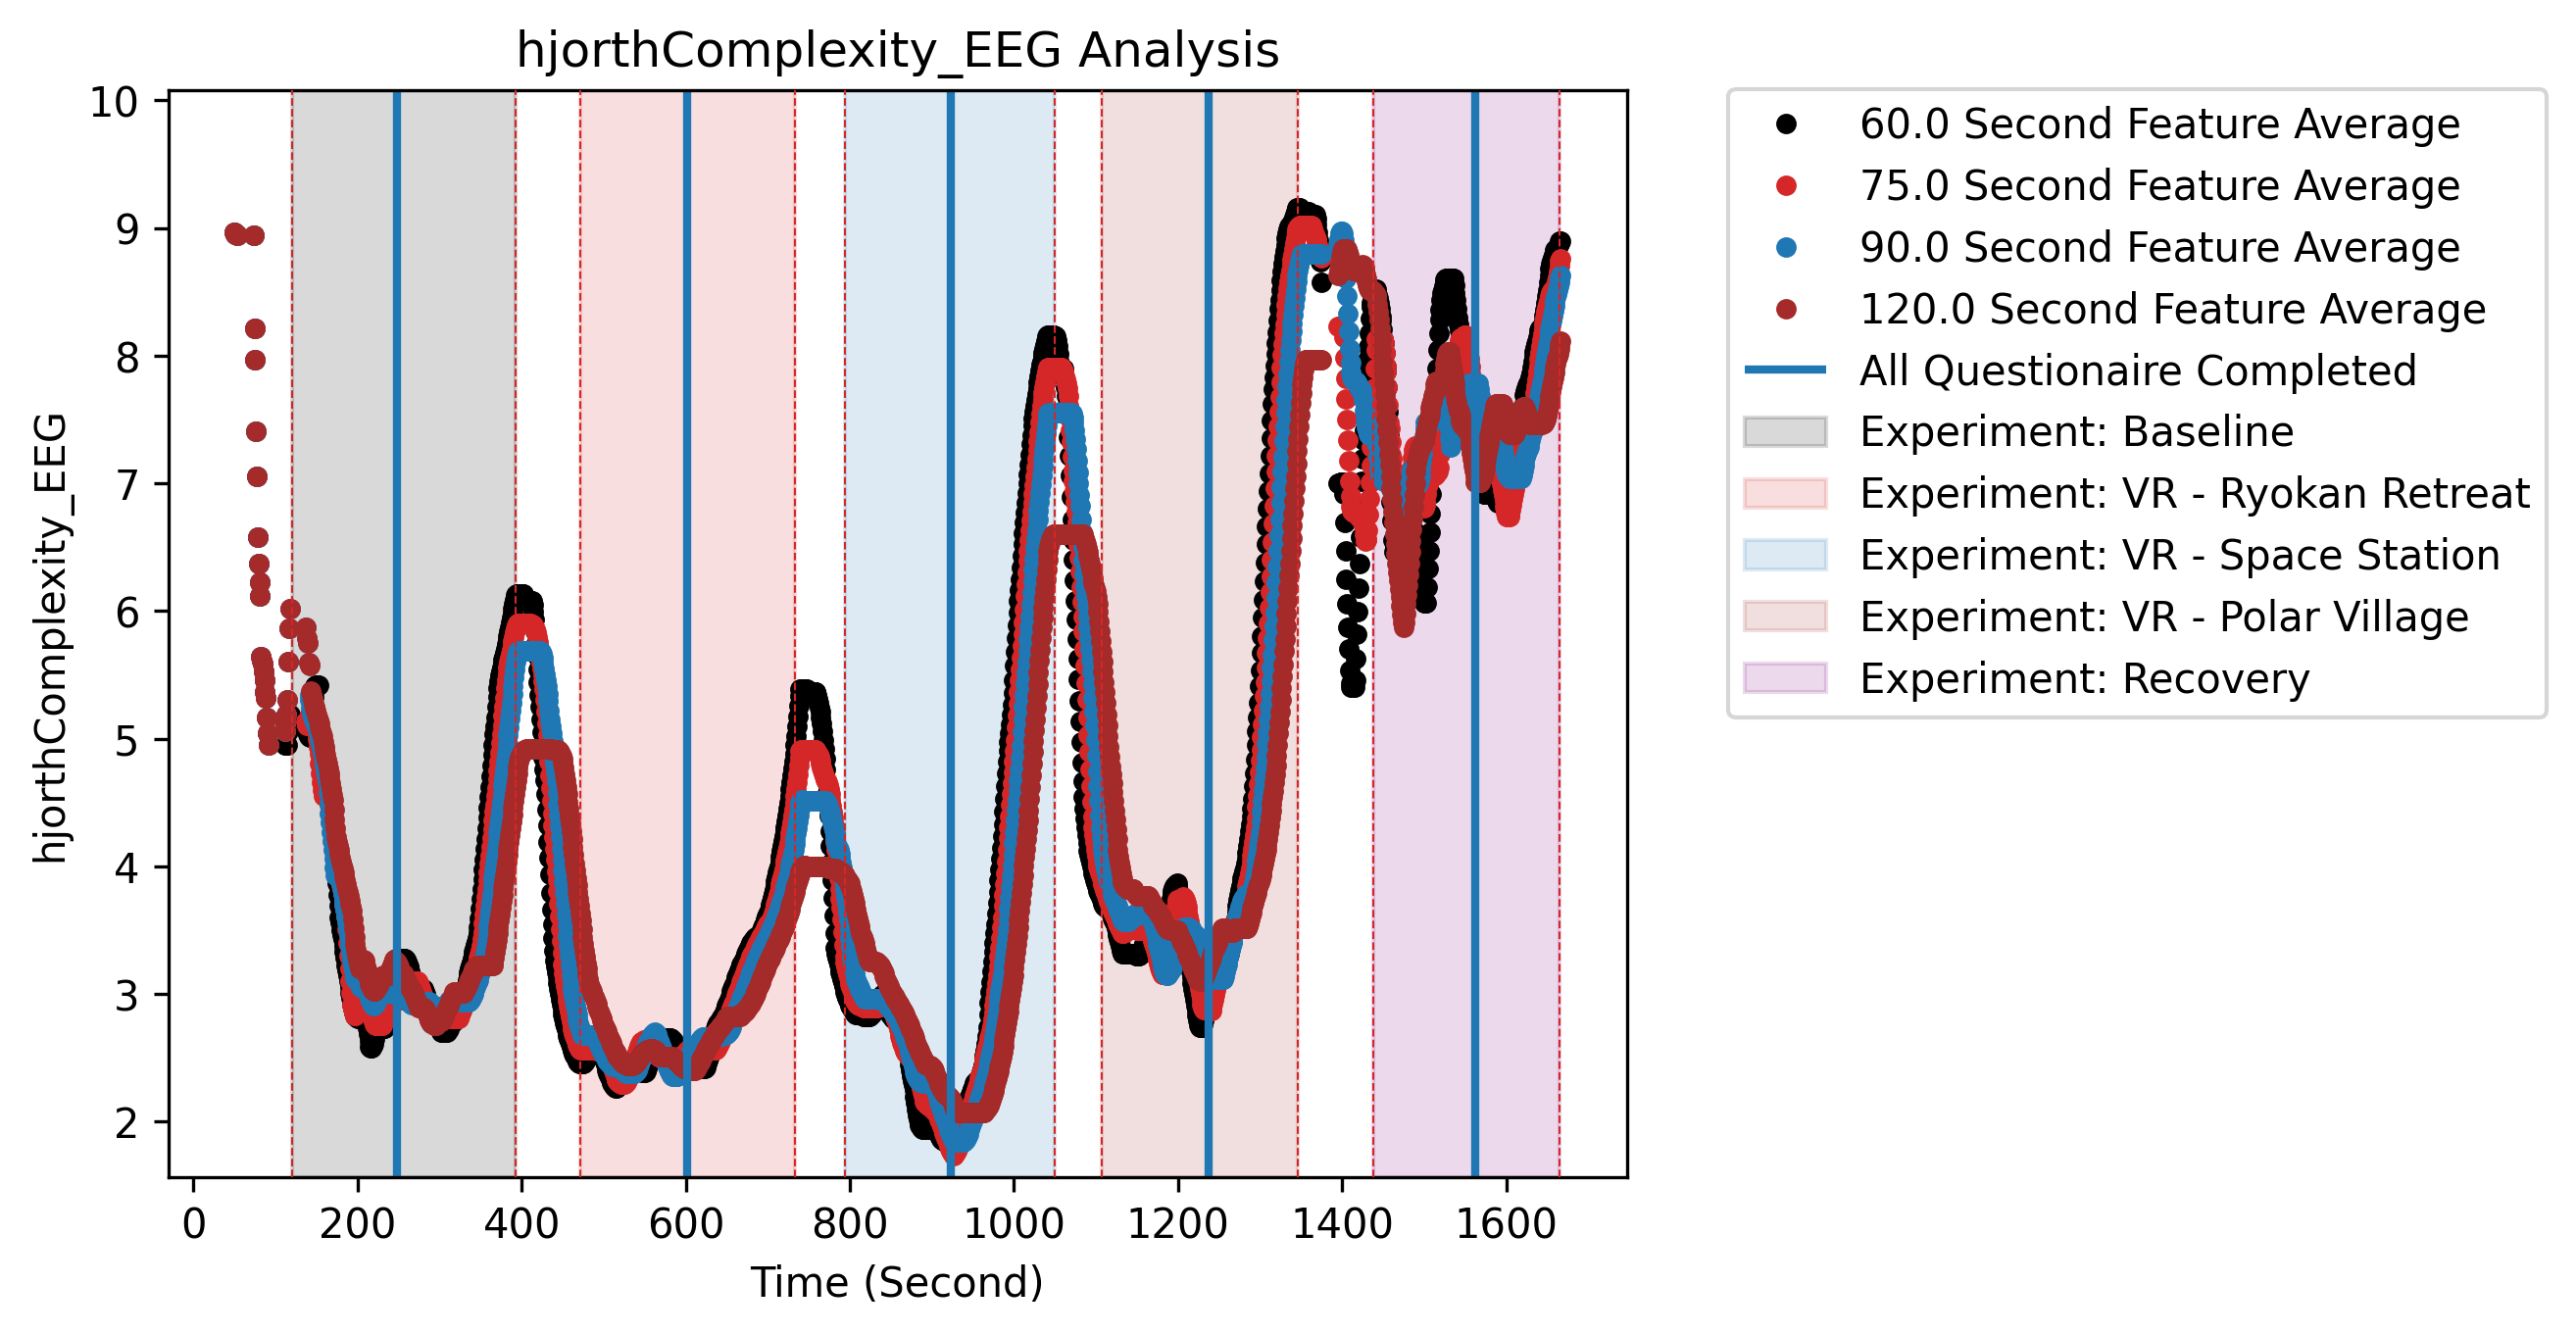 hjorthComplexity_EEG Analysis
10
9
8
7
6
5
4
3
2
hjorthComplexity_EEG
0 200 400 600 800 1000 1200 1400 1600
Time (Second)
60.0 Second Feature Average
75.0 Second Feature Average
90.0 Second Feature Average
120.0 Second Feature Average
All Questionaire Completed
Experiment: Baseline
Experiment: VR - Ryokan Retreat
Experiment: VR - Space Station
Experiment: VR - Polar Village
Experiment: Recovery